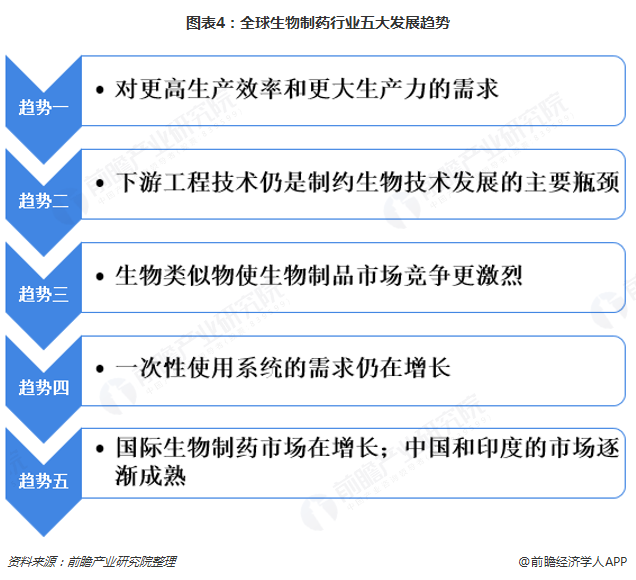 图表4：全球生物制药行业五大发展趋势
趋势一
• 对更高生产效率和更大生产力的需求
趋势二
• 下游工程技术仍是制约生物技术发展的主要瓶颈
趋势三
• 生物类似物使生物制品市场竞争更激烈
趋势四
• 一次性使用系统的需求仍在增长
趋势五
• 国际生物制药市场在增长；中国和印度的市场逐
渐成熟
资料来源：前瞻产业研究院整理
@前瞻经济学人APP
前瞻产业研究院